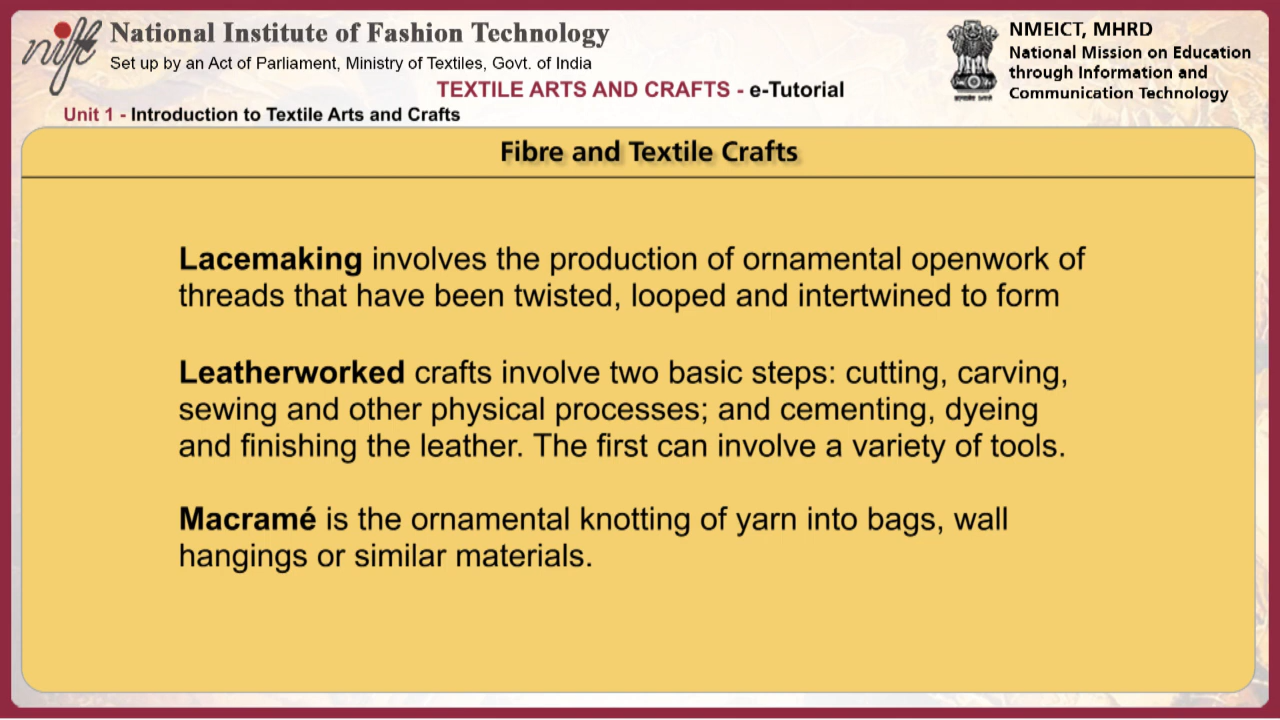 nift National Institute of Fashion Technology
Set up by an Act of Parliament, Ministry of Textiles, Govt. of India
NMEICT, MHRD
National Mission on Education
through Information and
Communication Technology
TEXTILE ARTS AND CRAFTS - e-Tutorial
Unit 1 - Introduction to Textile Arts and Crafts
Fibre and Textile Crafts
Lacemaking involves the production of ornamental openwork of
threads that have been twisted, looped and intertwined to form
Leatherworked crafts involve two basic steps: cutting, carving,
sewing and other physical processes; and cementing, dyeing
and finishing the leather. The first can involve a variety of tools.
Macramé is the ornamental knotting of yarn into bags, wall
hangings or similar materials.